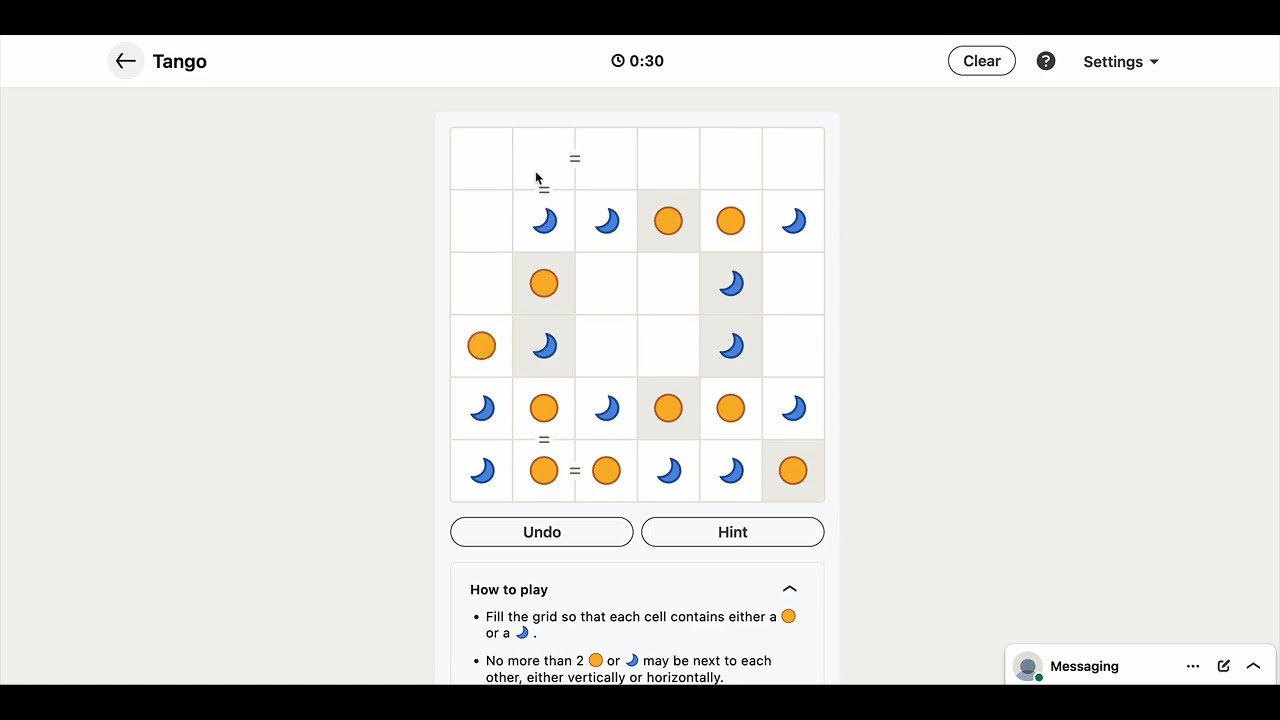 Tango
0:30
Clear
?
Settings
=
=
=
=
Undo
Hint
How to play
• Fill the grid so that each cell contains either a
or a .
• No more than 2 or may be next to each
other, either vertically or horizontally.
Messaging